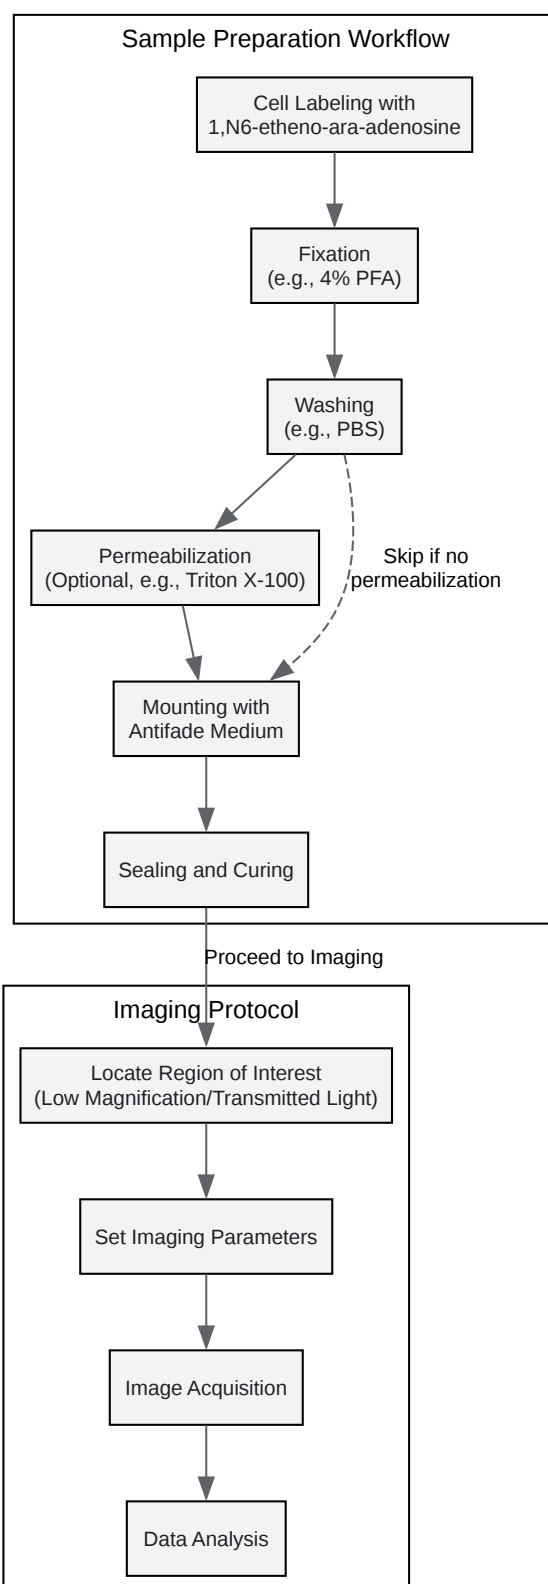 Sample Preparation Workflow
Cell Labeling with
1,N6-etheno-ara-adenosine
Fixation
(e.g., 4% PFA)
Washing
(e.g., PBS)
Permeabilization
(Optional, e.g., Triton X-100)
Skip if no
permeabilization
Mounting with
Antifade Medium
Sealing and Curing
Proceed to Imaging
Imaging Protocol
Locate Region of Interest
(Low Magnification/Transmitted Light)
Set Imaging Parameters
Image Acquisition
Data Analysis